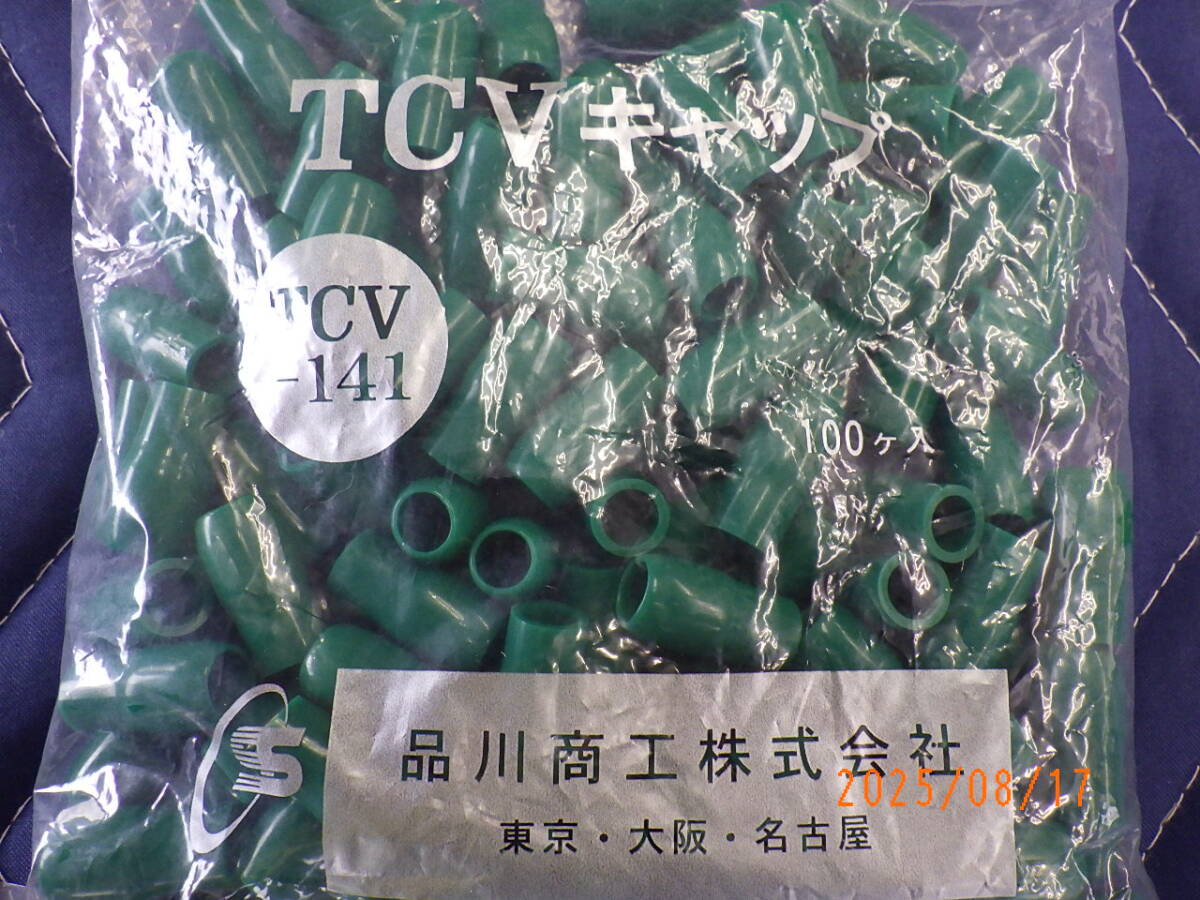 TCVキャップ
TCV
-141
100ヶ入
S
品川商工株式会社
2025/08/17
東京・大阪・名古屋